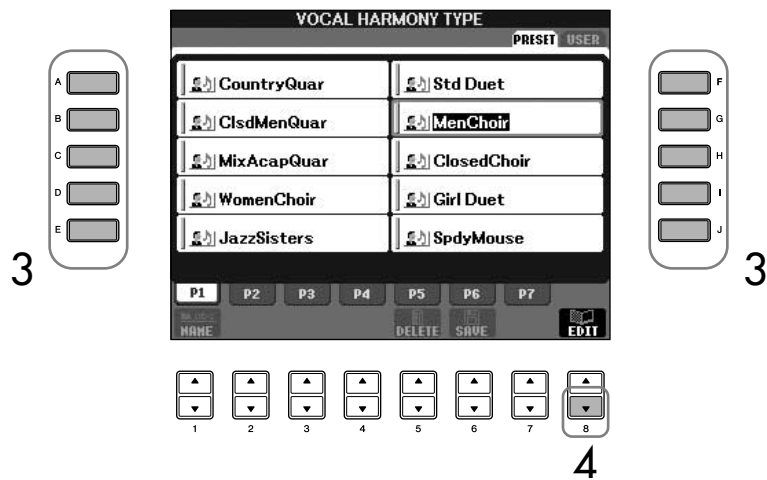 VOCAL HARMONY TYPE
PRESET USER
A CountryQuar Std Duet F
B ClsdMenQuar MenChoir G
C MixAcapQuar ClosedChoir H
D WomenChoir Girl Duet I
E JazzSisters SpdyMouse J
3 3
P1 P2 P3 P4 P5 P6 P7
NAME DELETE SAVE EDIT
1 2 3 4 5 6 7 8
4